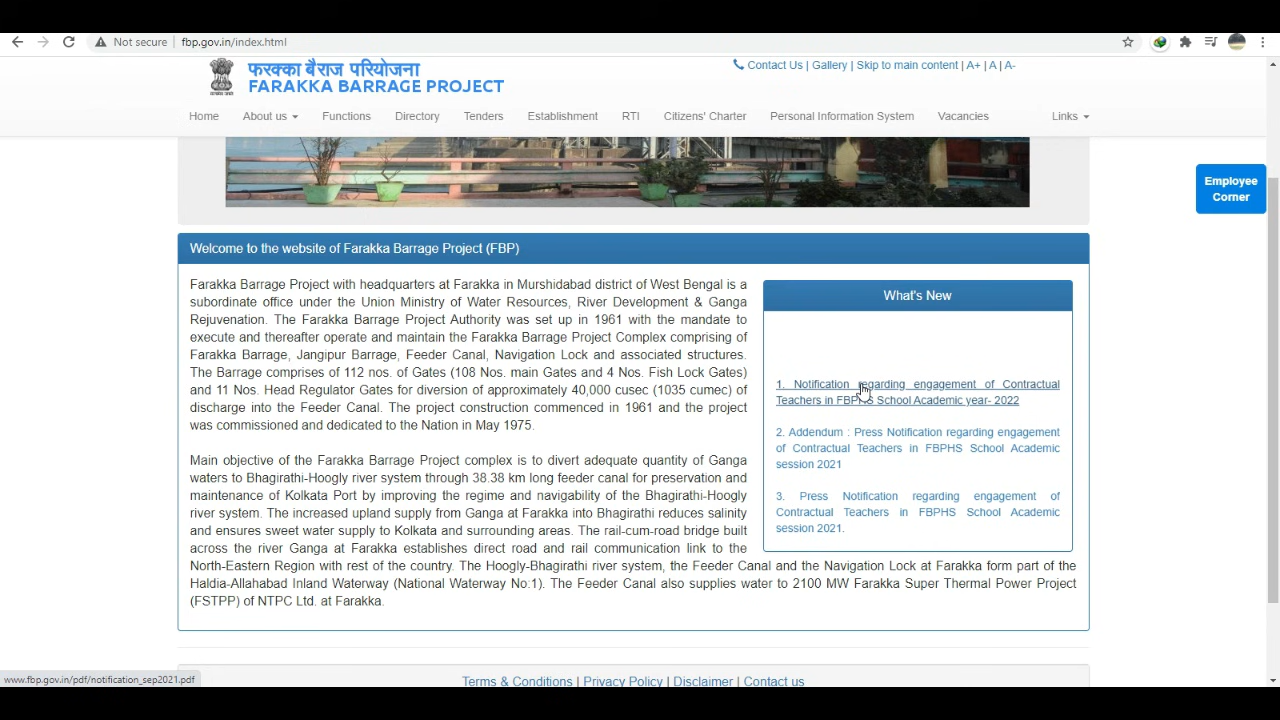 Not secure | fbp.gov.in/index.html
फरक्का बैराज परियोजना
FARAKKA BARRAGE PROJECT
Contact Us | Gallery | Skip to main content | A+ | A | A-
Home About us Functions Directory Tenders Establishment RTI Citizens' Charter Personal Information System Vacancies Links
Employee
Corner
Welcome to the website of Farakka Barrage Project (FBP)
Farakka Barrage Project with headquarters at Farakka in Murshidabad district of West Bengal is a
subordinate office under the Union Ministry of Water Resources, River Development & Ganga
Rejuvenation. The Farakka Barrage Project Authority was set up in 1961 with the mandate to
execute and thereafter operate and maintain the Farakka Barrage Project Complex comprising of
Farakka Barrage, Jangipur Barrage, Feeder Canal, Navigation Lock and associated structures.
The Barrage comprises of 112 nos. of Gates (108 Nos. main Gates and 4 Nos. Fish Lock Gates)
and 11 Nos. Head Regulator Gates for diversion of approximately 40,000 cusec (1035 cumec) of
discharge into the Feeder Canal. The project construction commenced in 1961 and the project
was commissioned and dedicated to the Nation in May 1975.
What's New
1. Notification regarding engagement of Contractual
Teachers in FBPHS School Academic year- 2022
2. Addendum : Press Notification regarding engagement
of Contractual Teachers in FBPHS School Academic
session 2021
3. Press Notification regarding engagement of
Contractual Teachers in FBPHS School Academic
session 2021.
Main objective of the Farakka Barrage Project complex is to divert adequate quantity of Ganga
waters to Bhagirathi-Hoogly river system through 38.38 km long feeder canal for preservation and
maintenance of Kolkata Port by improving the regime and navigability of the Bhagirathi-Hoogly
river system. The increased upland supply from Ganga at Farakka into Bhagirathi reduces salinity
and ensures sweet water supply to Kolkata and surrounding areas. The rail-cum-road bridge built
across the river Ganga at Farakka establishes direct road and rail communication link to the
North-Eastern Region with rest of the country. The Hoogly-Bhagirathi river system, the Feeder Canal and the Navigation Lock at Farakka form part of the
Haldia-Allahabad Inland Waterway (National Waterway No:1). The Feeder Canal also supplies water to 2100 MW Farakka Super Thermal Power Project
(FSTPP) of NTPC Ltd. at Farakka.
www.fbp.gov.in/pdf/notification_sep2021.pdf
Terms & Conditions | Privacy Policy | Disclaimer | Contact us